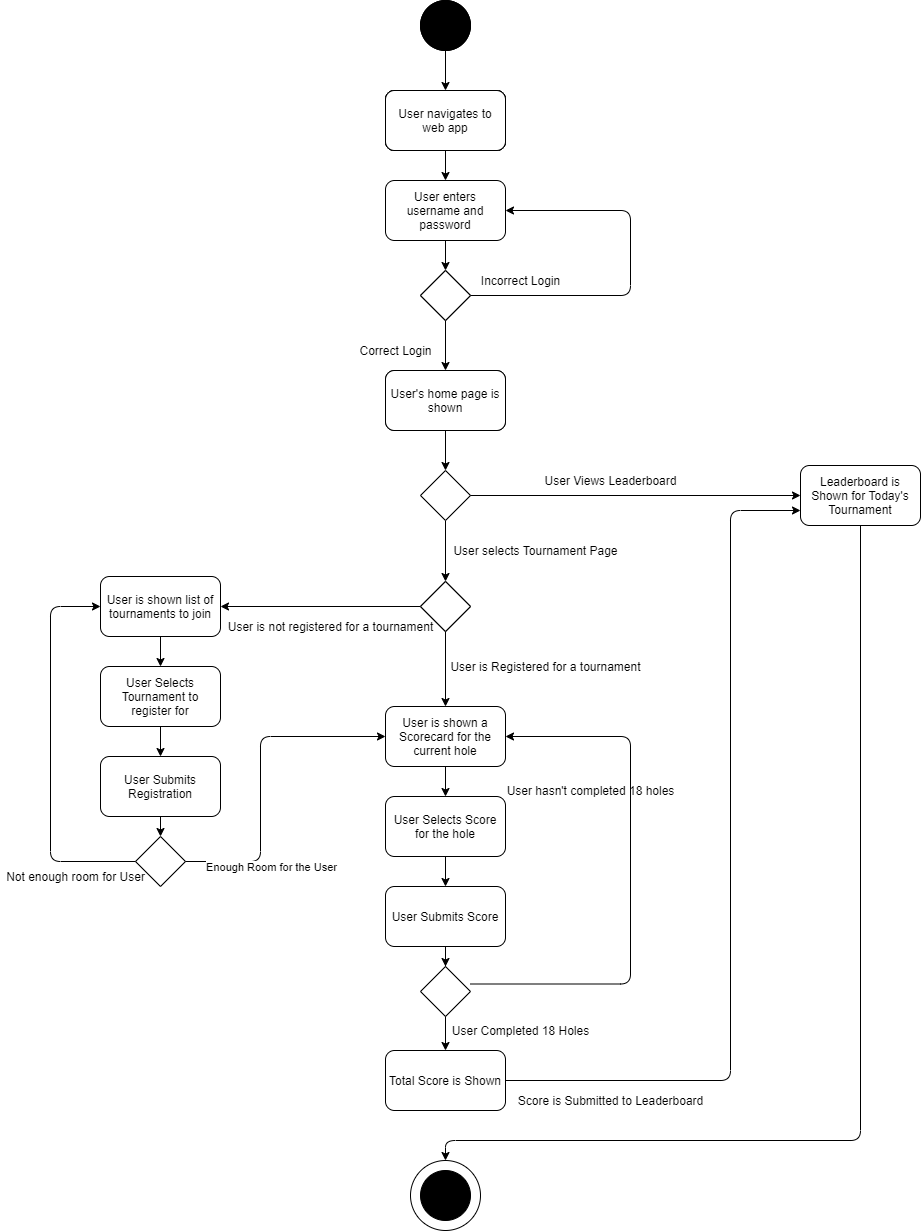 User navigates to
web app
User enters
username and
password
Incorrect Login
Correct Login
User's home page is
shown
User Views Leaderboard
Leaderboard is
Shown for Today's
Tournament
User selects Tournament Page
User is shown list of
tournaments to join
User is not registered for a tournament
User is Registered for a tournament
User Selects
Tournament to
register for
User is shown a
Scorecard for the
current hole
User Submits
Registration
User hasn't completed 18 holes
User Selects Score
for the hole
Not enough room for User
Enough Room for the User
User Submits Score
User Completed 18 Holes
Total Score is Shown
Score is Submitted to Leaderboard